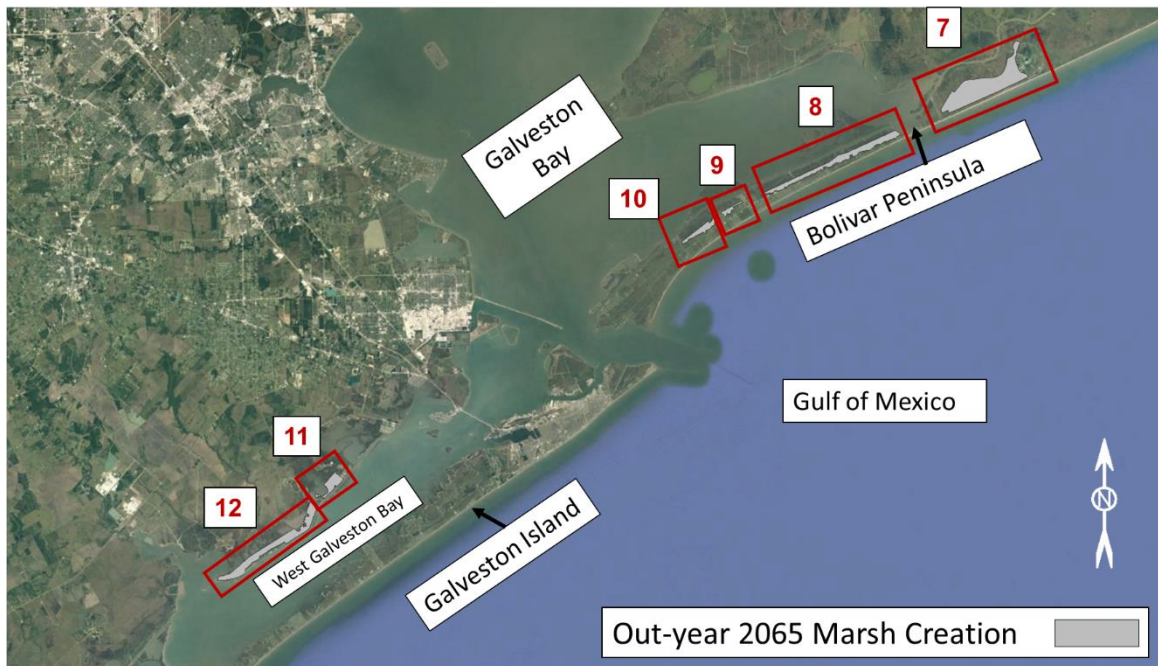 7
8
Galveston
Bay
9
10
Bolivar Peninsula
Gulf of Mexico
11
12
West Galveston Bay
Galveston Island
N
Out-year 2065 Marsh Creation